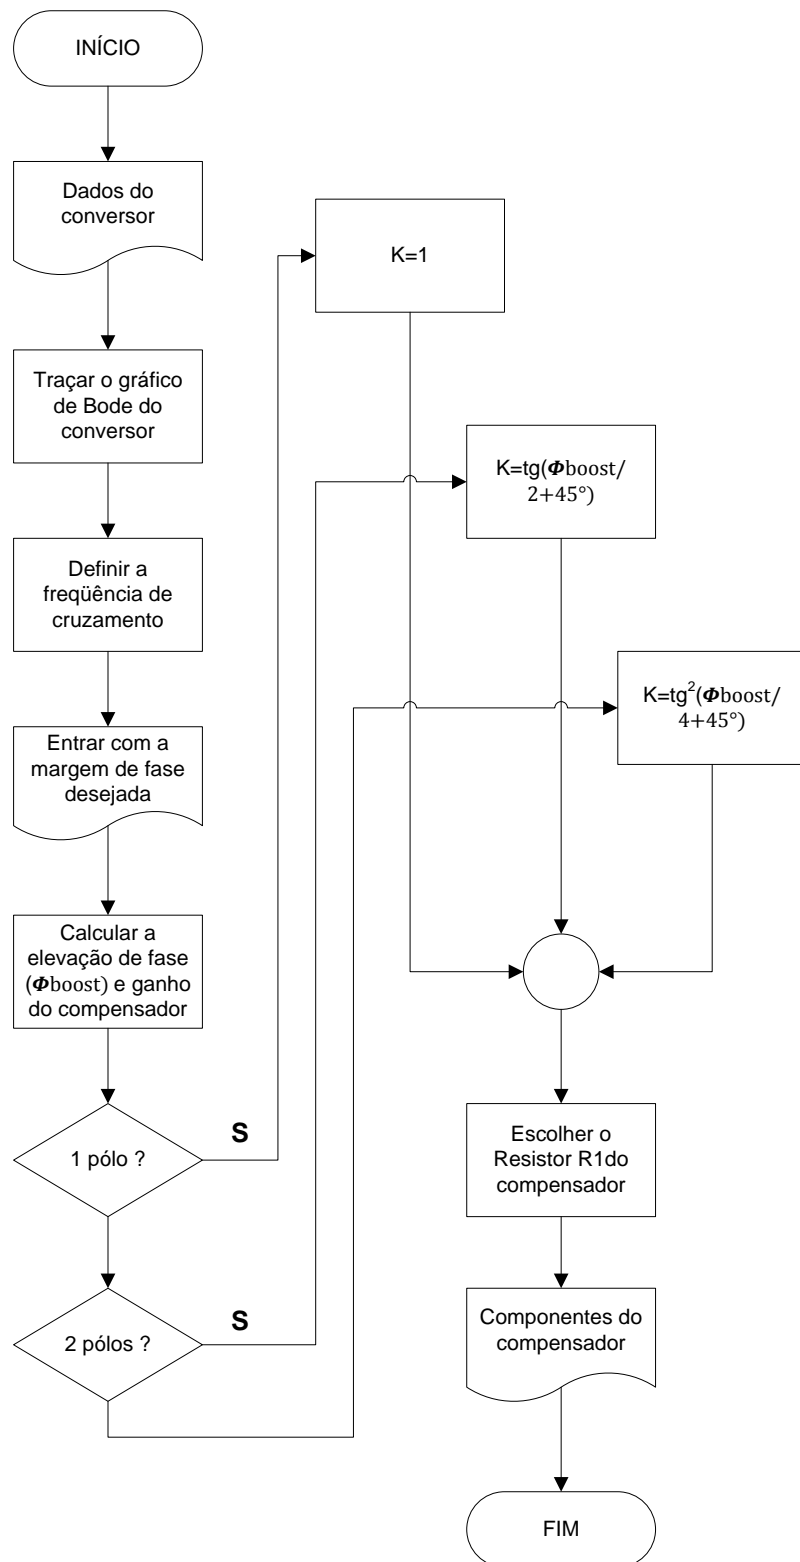 INÍCIO
Dados do
conversor
Traçar o gráfico
de Bode do
conversor
Definir a
freqüência de
cruzamento
Entrar com a
margem de fase
desejada
Calcular a
elevação de fase
(Φboost) e ganho
do compensador
1 pólo ?
S
2 pólos ?
S
K=1
K=tg(Φboost/
2+45°)
K=tg²(Φboost/
4+45°)
Escolher o
Resistor R1do
compensador
Componentes do
compensador
FIM